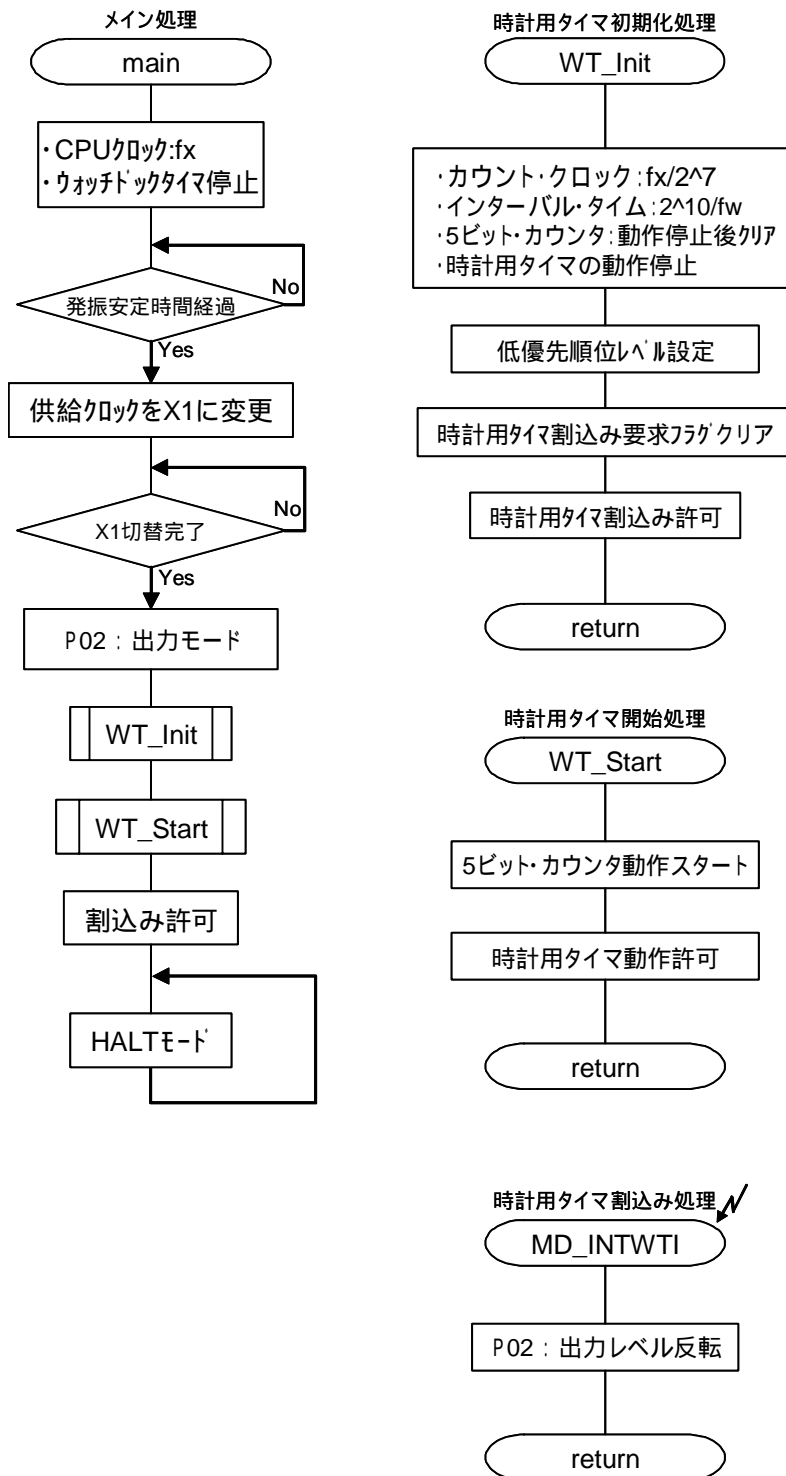 メイン処理
main
・CPUクロック:fx
・ウォッチドックタイマ停止
発振安定時間経過
No
Yes
供給クロックをX1に変更
X1切替完了
No
Yes
P02：出力モード
WT_Init
WT_Start
割込み許可
HALTモード
時計用タイマ初期化処理
WT_Init
・カウント・クロック:fx/2^7
・インターバル・タイム:2^10/fw
・5ビット・カウンタ:動作停止後クリア
・時計用タイマの動作停止
低優先順位レベル設定
時計用タイマ割込み要求フラグクリア
時計用タイマ割込み許可
return
時計用タイマ開始処理
WT_Start
5ビット・カウンタ動作スタート
時計用タイマ動作許可
return
時計用タイマ割込み処理
MD_INTWTI
P02：出力レベル反転
return